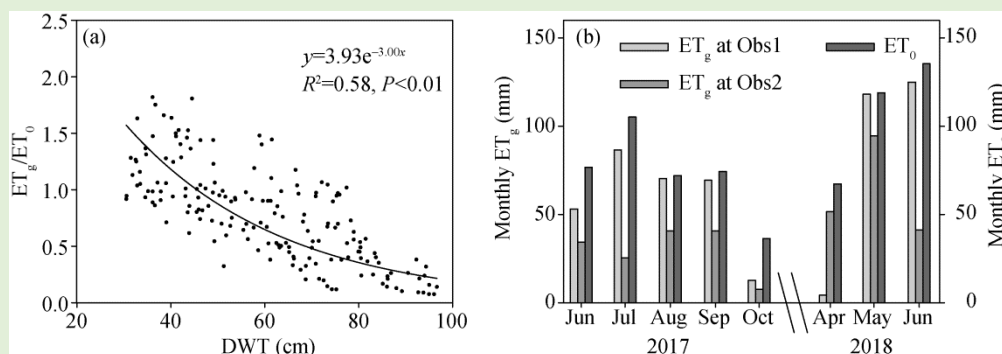 (a)
y=3.93e^−3.00x
R²=0.58, P<0.01
ETg/ET0
2.5
2.0
1.5
1.0
0.5
0.0
20 40 60 80 100
DWT (cm)
(b)
ETg at Obs1
ET0
ETg at Obs2
Monthly ETg (mm)
150
100
50
0
150
100
50
0
Monthly ET (mm)
Jun Jul Aug Sep Oct Apr May Jun
2017 2018